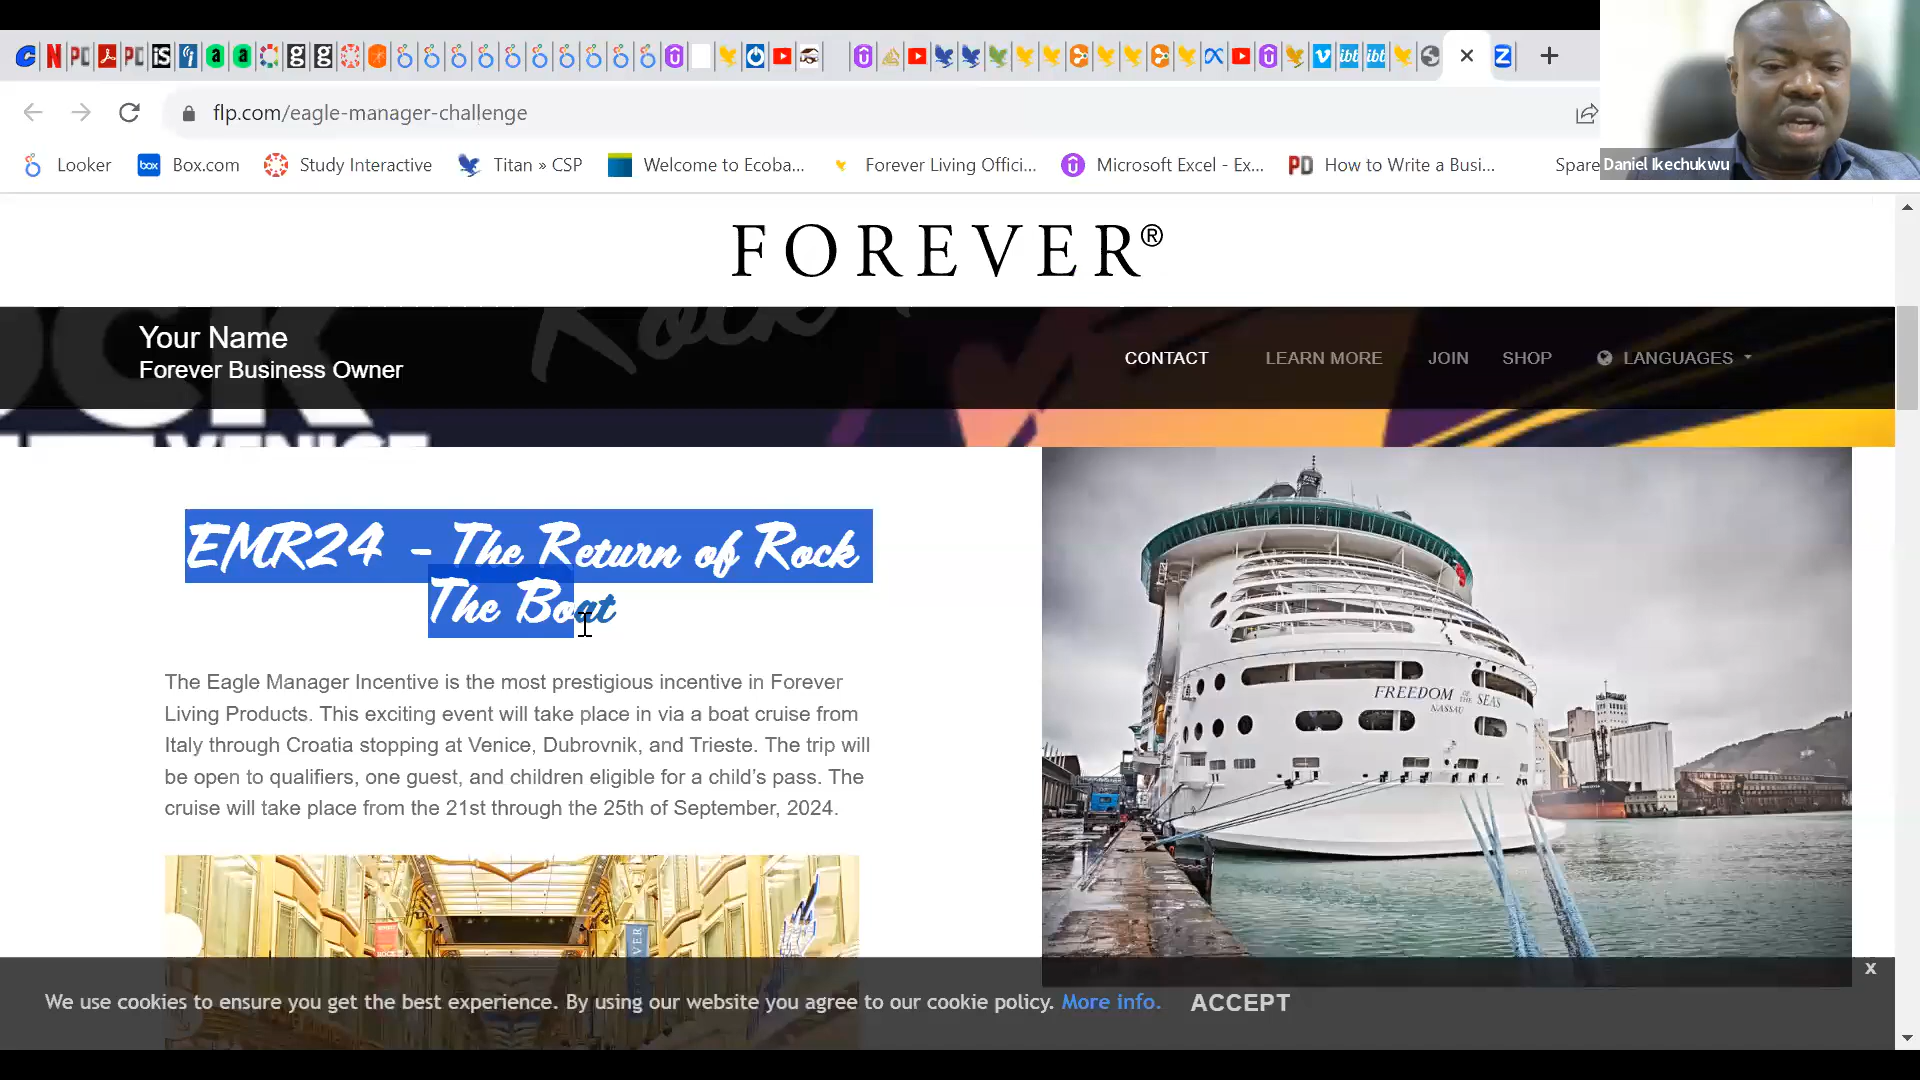 flp.com/eagle-manager-challenge
Looker
Box.com
Study Interactive
Titan » CSP
Welcome to Ecoba...
Forever Living Offici...
Microsoft Excel - Ex...
How to Write a Busi...
Spare
Daniel Ikechukwu
FOREVER®
Your Name
Forever Business Owner
CONTACT
LEARN MORE
JOIN
SHOP
LANGUAGES
EMR24 - The Return of Rock
The Boat
The Eagle Manager Incentive is the most prestigious incentive in Forever
Living Products. This exciting event will take place in via a boat cruise from
Italy through Croatia stopping at Venice, Dubrovnik, and Trieste. The trip will
be open to qualifiers, one guest, and children eligible for a child's pass. The
cruise will take place from the 21st through the 25th of September, 2024.
FREEDOM OF THE SEAS
NASSAU
We use cookies to ensure you get the best experience. By using our website you agree to our cookie policy. More info.
ACCEPT
x